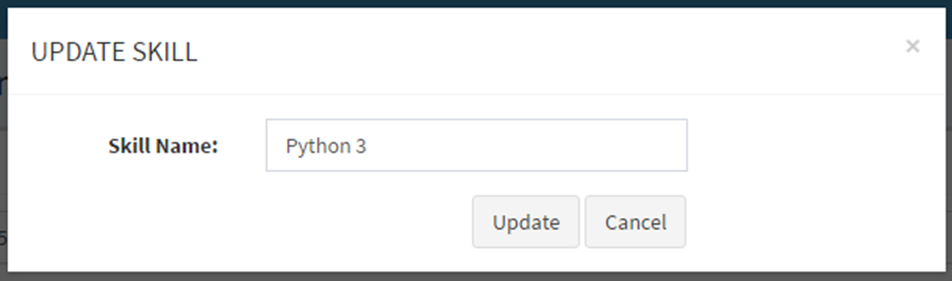 UPDATE SKILL ×
Skill Name: Python 3
Update Cancel